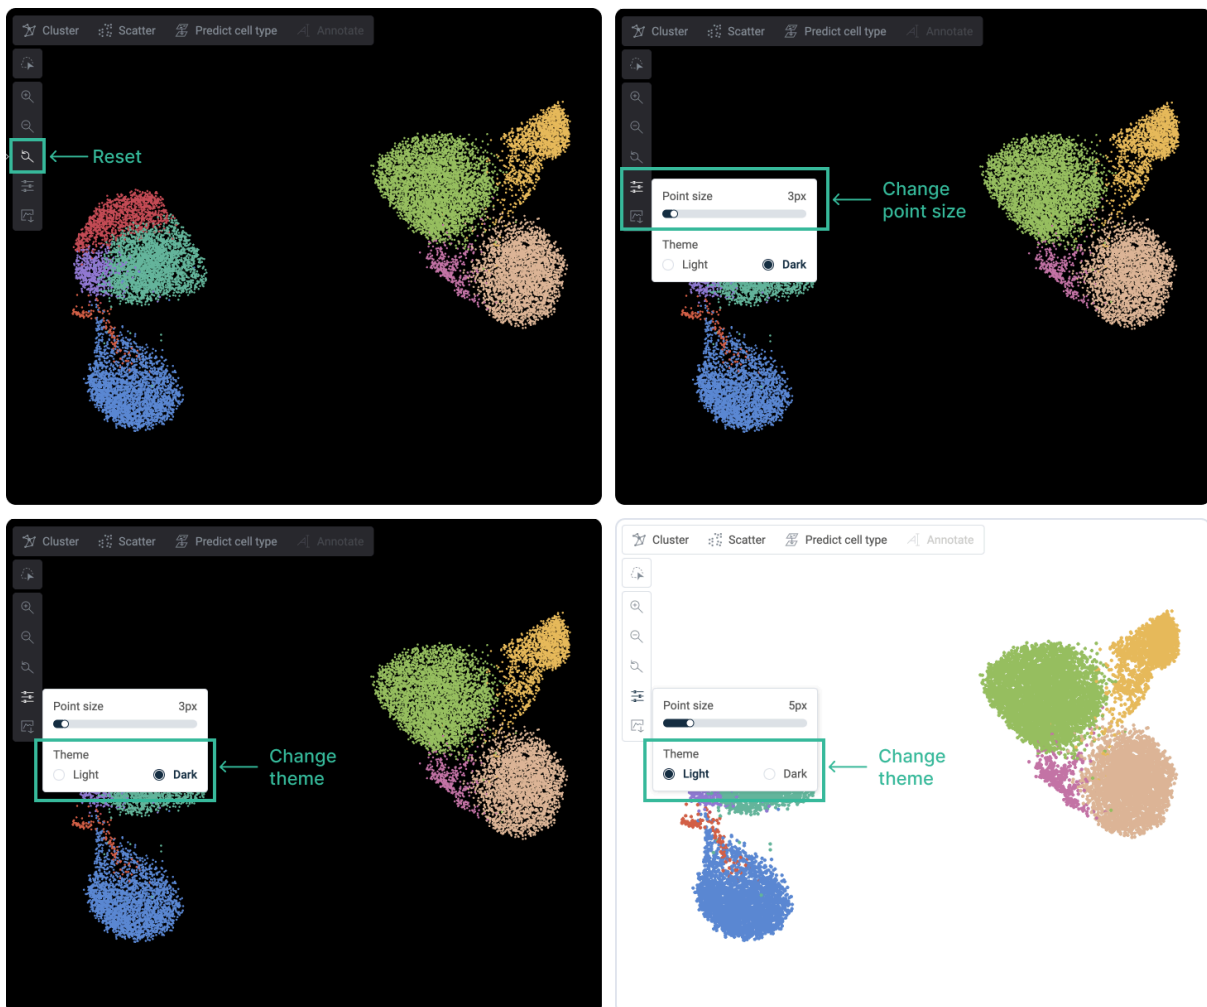 Cluster Scatter Predict cell type Annotate
Reset
Cluster Scatter Predict cell type Annotate
Point size 3px
Change
point size
Theme
Light Dark
Cluster Scatter Predict cell type Annotate
Point size 3px
Theme
Light Dark
Change
theme
Cluster Scatter Predict cell type Annotate
Point size 5px
Theme
Light Dark
Change
theme